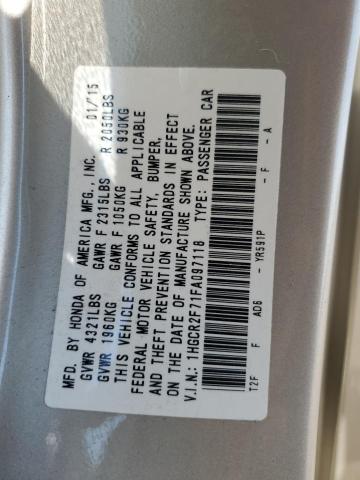 MFD. BY HONDA OF AMERICA MFG., INC. 01/15
GVWR 4321LBS GAWR F 2315LBS R 2050LBS
GVWR 1960KG GAWR F 1050KG R 930KG
THIS VEHICLE CONFORMS TO ALL APPLICABLE
FEDERAL MOTOR VEHICLE SAFETY, BUMPER,
AND THEFT PREVENTION STANDARDS IN EFFECT
ON THE DATE OF MANUFACTURE SHOWN ABOVE.
V.I.N.: 1HGCR2F71FA097118 TYPE: PASSENGER CAR
T2F F AD6 - YR591P - F - A